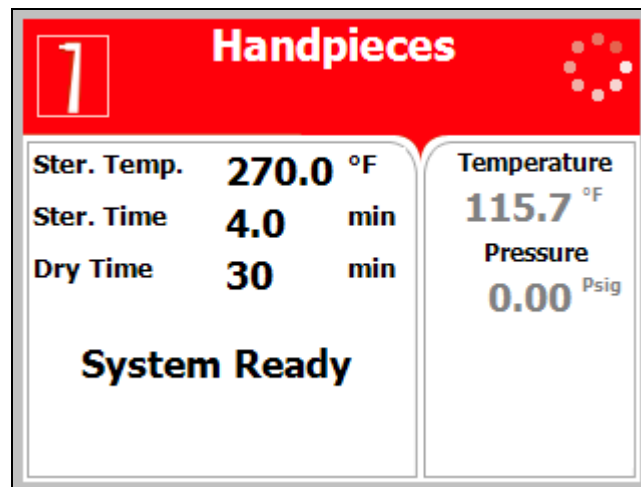 Handpieces
Ster. Temp. 270.0 °F
Ster. Time 4.0 min
Dry Time 30 min
System Ready
Temperature
115.7 °F
Pressure
0.00 Psig